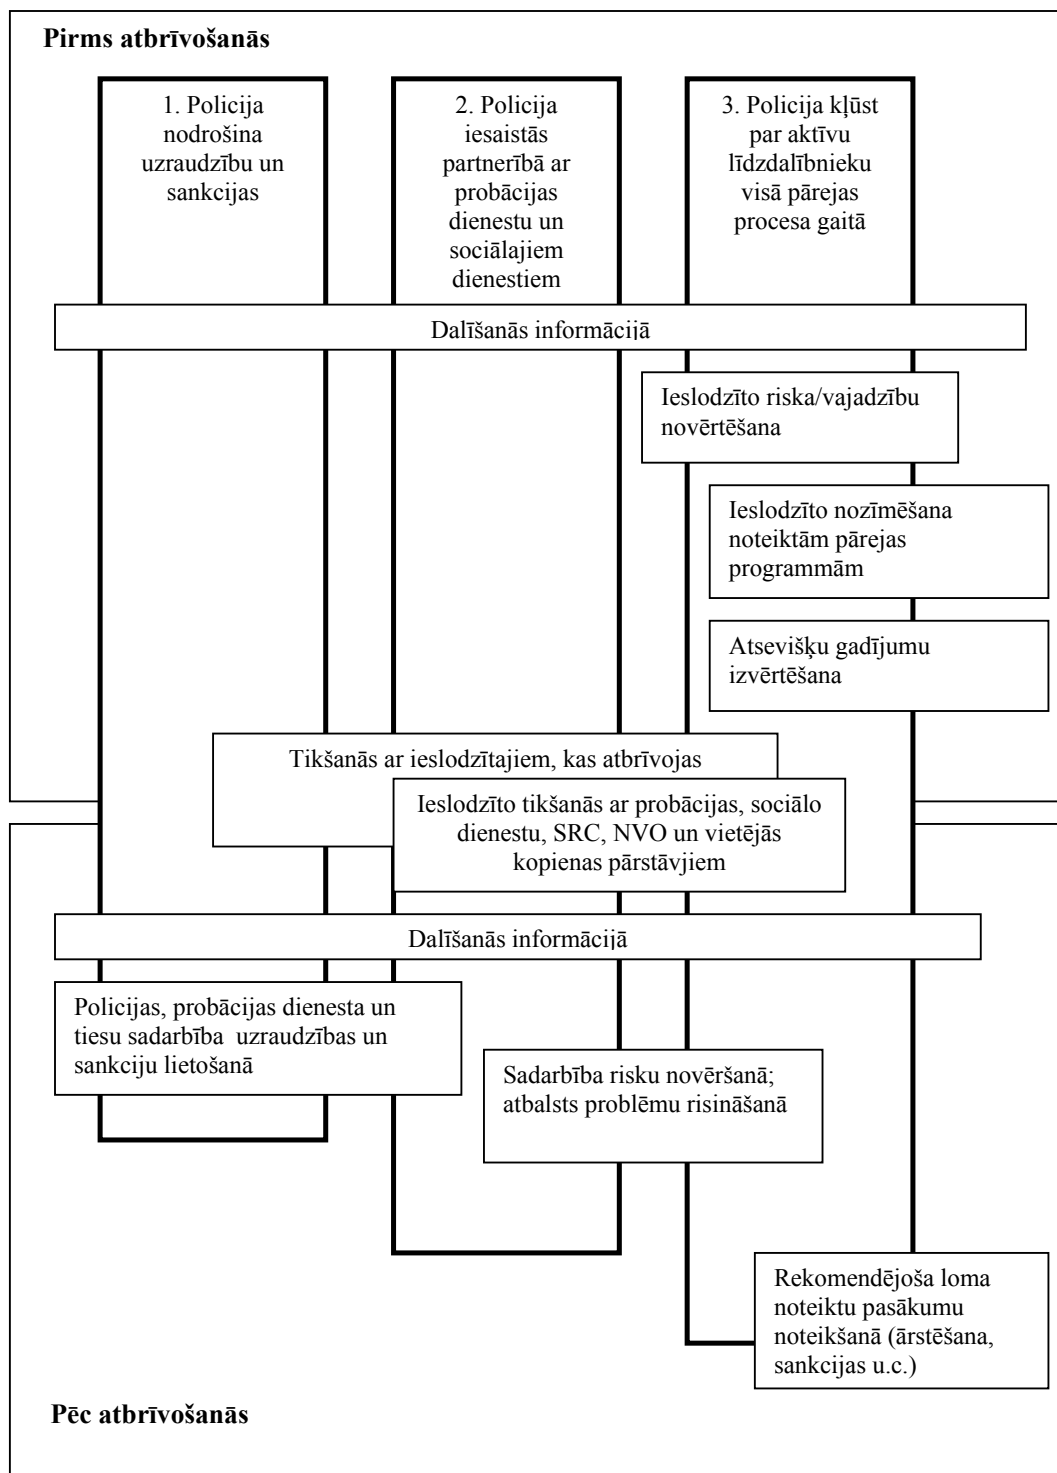 Pirms atbrīvošanās
1. Policija
nodrošina
uzraudzību un
sankcijas
2. Policija
iesaistās
partnerībā ar
probācijas
dienestu un
sociālajiem
dienestiem
3. Policija kļūst
par aktīvu
līdzdalībnieku
visā pārejas
procesa gaitā
Dalīšanās informācijā
Ieslodzīto riska/vajadzību
novērtēšana
Ieslodzīto nozīmēšana
noteiktām pārejas
programmām
Atsevišķu gadījumu
izvērtēšana
Tikšanās ar ieslodzītajiem, kas atbrīvojas
Ieslodzīto tikšanās ar probācijas, sociālo
dienestu, SRC, NVO un vietējās
kopienas pārstāvjiem
Dalīšanās informācijā
Policijas, probācijas dienesta un
tiesu sadarbība  uzraudzības un
sankciju lietošanā
Sadarbība risku novēršanā;
atbalsts problēmu risināšanā
Rekomendējoša loma
noteiktu pasākumu
noteikšanā (ārstēšana,
sankcijas u.c.)
Pēc atbrīvošanās